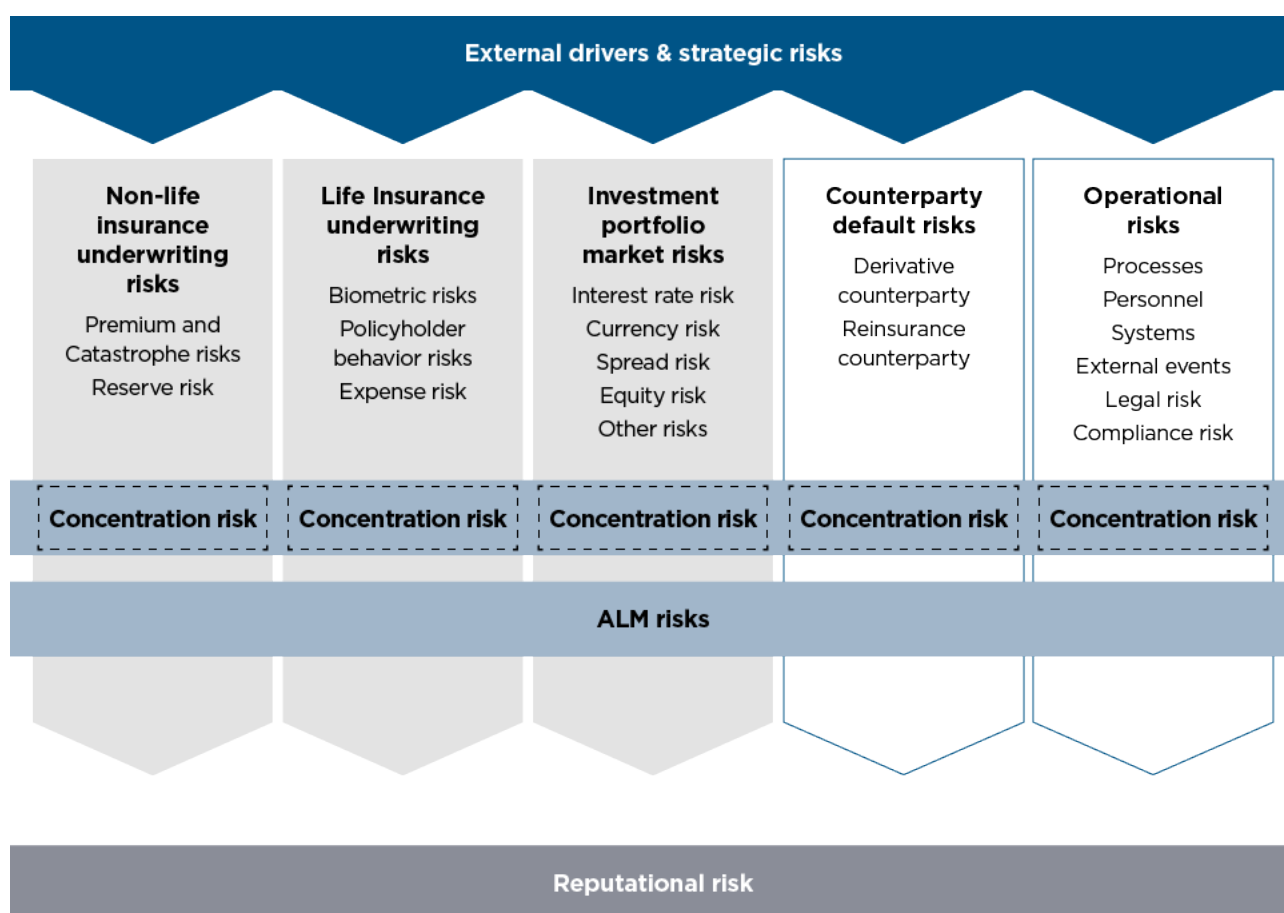 External drivers & strategic risks
Non-life
insurance
underwriting
risks
Premium and
Catastrophe risks
Reserve risk
Life Insurance
underwriting
risks
Biometric risks
Policyholder
behavior risks
Expense risk
Investment
portfolio
market risks
Interest rate risk
Currency risk
Spread risk
Equity risk
Other risks
Counterparty
default risks
Derivative
counterparty
Reinsurance
counterparty
Operational
risks
Processes
Personnel
Systems
External events
Legal risk
Compliance risk
Concentration risk
Concentration risk
Concentration risk
Concentration risk
Concentration risk
ALM risks
Reputational risk